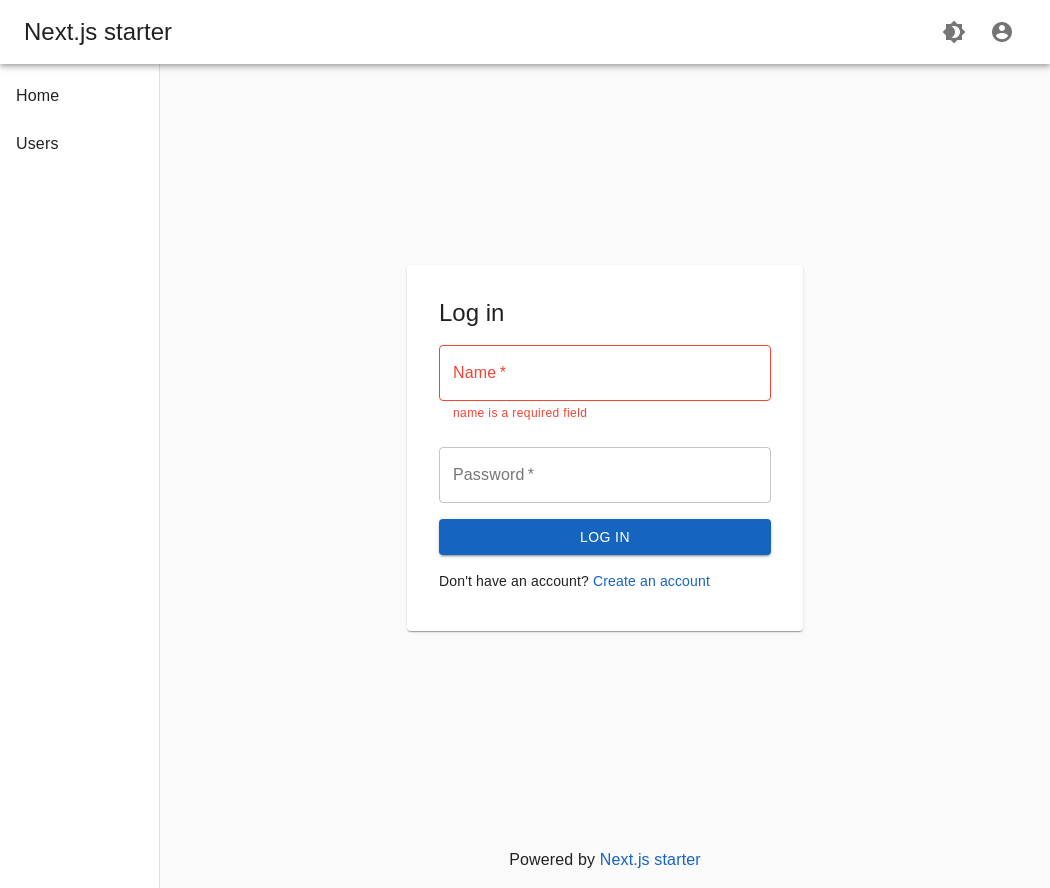 Next.js starter
Home
Users
Log in
Name *
name is a required field
Password *
LOG IN
Don't have an account? Create an account
Powered by Next.js starter